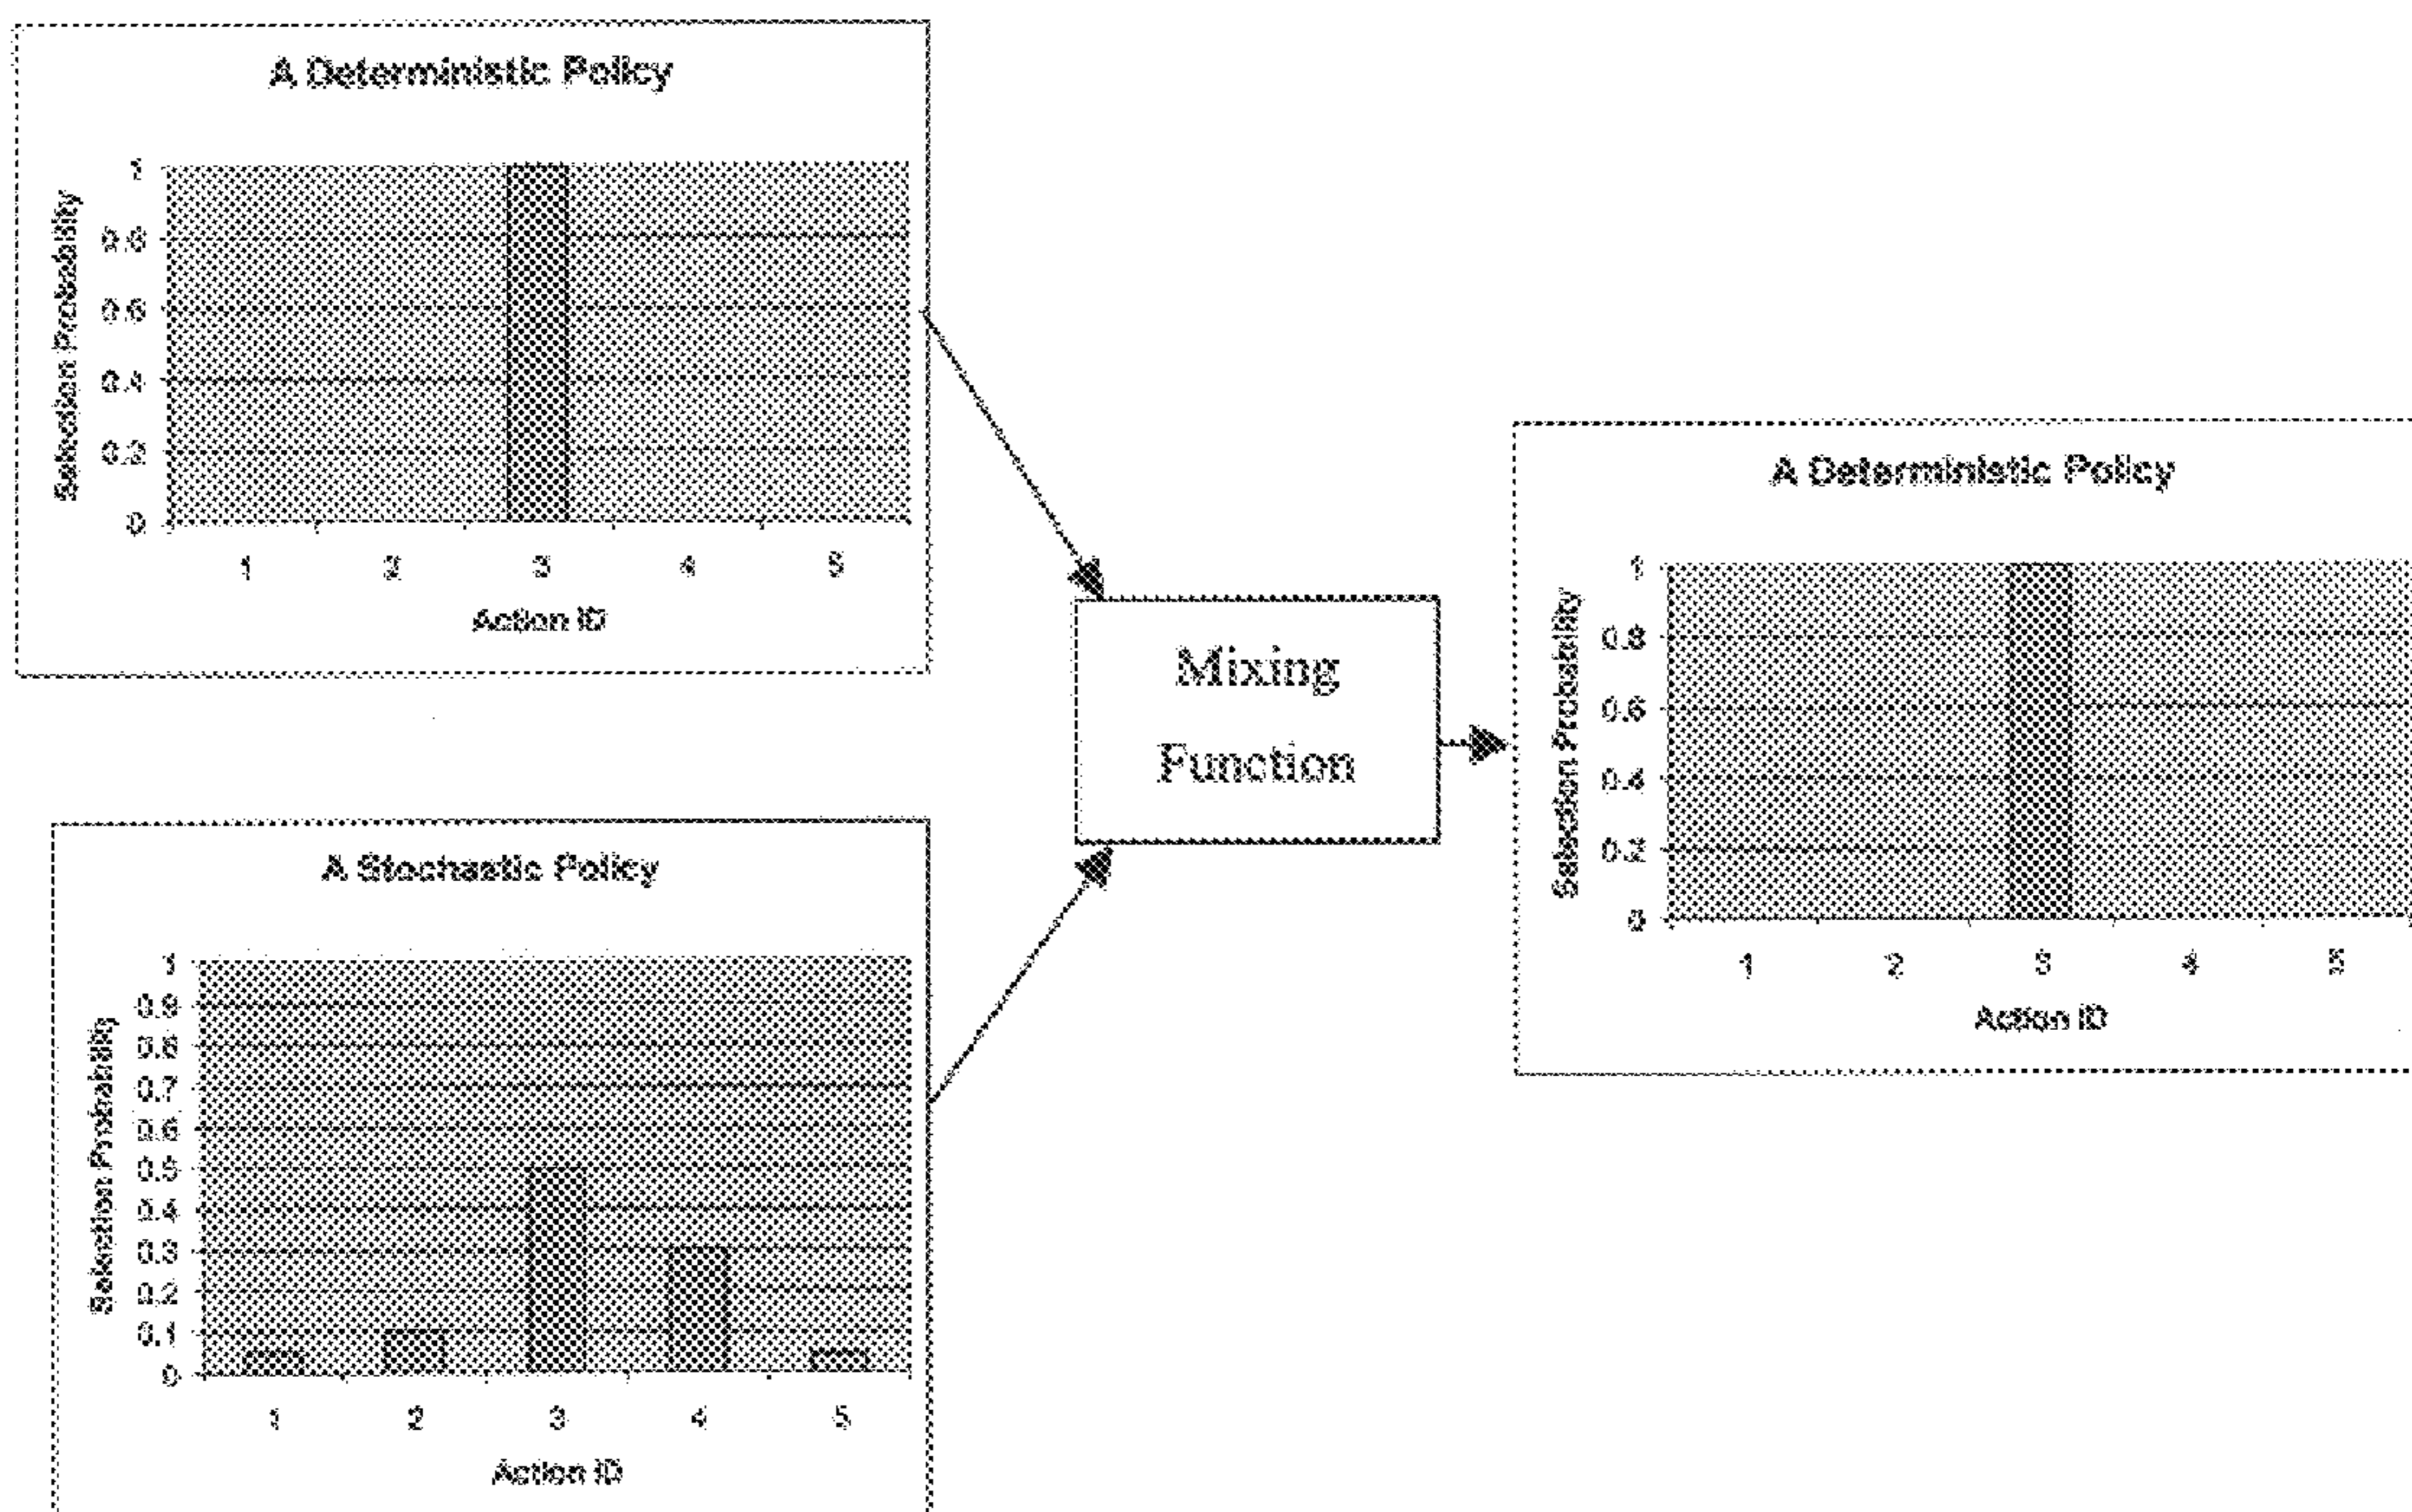 A Deterministic Policy
Selection Probability
1
0.8
0.6
0.4
0.2
0
1 2 3 4 5
Action ID
A Stochastic Policy
Selection Probability
1
0.9
0.8
0.7
0.6
0.5
0.4
0.3
0.2
0.1
0
1 2 3 4 5
Action ID
Mixing
Function
A Deterministic Policy
Selection Probability
1
0.8
0.6
0.4
0.2
0
1 2 3 4 5
Action ID